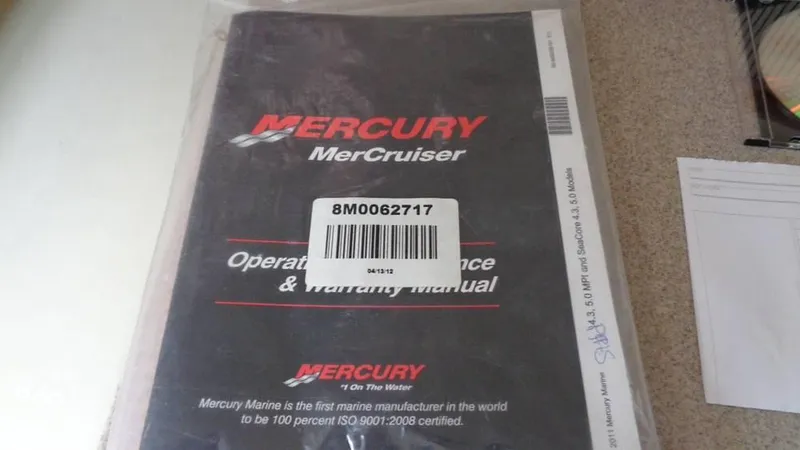 MERCURY
MerCruiser
8M0062717
04/13/12
Operati nce
& Warranty Manual
MERCURY
#1 On The Water
Mercury Marine is the first marine manufacturer in the world
to be 100 percent ISO 9001:2008 certified.
2011 Mercury Marine
4.3, 5.0 MPI and SeaCore 4.3, 5.0 Models